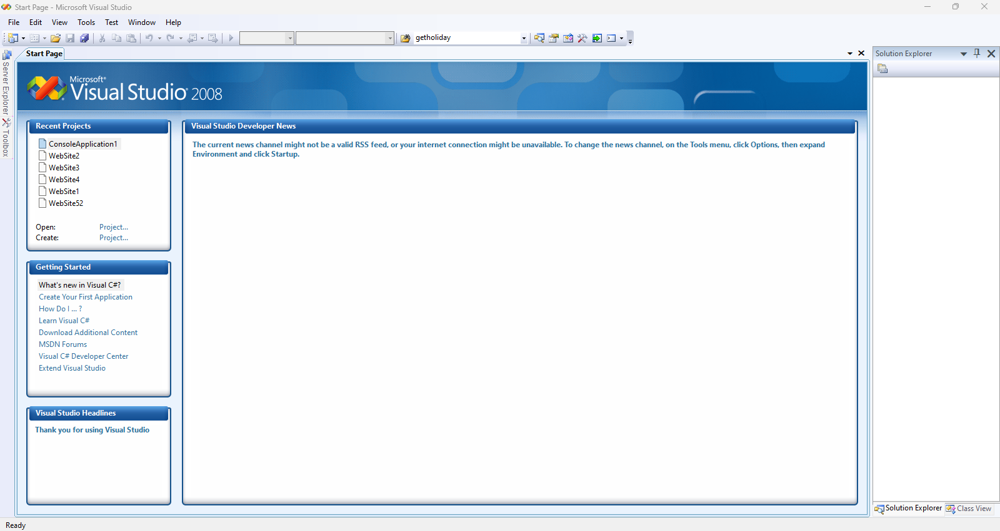 Start Page - Microsoft Visual Studio
File Edit View Tools Test Window Help
getholiday
Server Explorer
Toolbox
Start Page
Microsoft®
Visual Studio® 2008
Recent Projects
ConsoleApplication1
WebSite2
WebSite3
WebSite4
WebSite1
WebSite52
Open: Project...
Create: Project...
Getting Started
What's new in Visual C#?
Create Your First Application
How Do I ... ?
Learn Visual C#
Download Additional Content
MSDN Forums
Visual C# Developer Center
Extend Visual Studio
Visual Studio Headlines
Thank you for using Visual Studio
Visual Studio Developer News
The current news channel might not be a valid RSS feed, or your internet connection might be unavailable. To change the news channel, on the Tools menu, click Options, then expand
Environment and click Startup.
Solution Explorer
Solution Explorer Class View
Ready